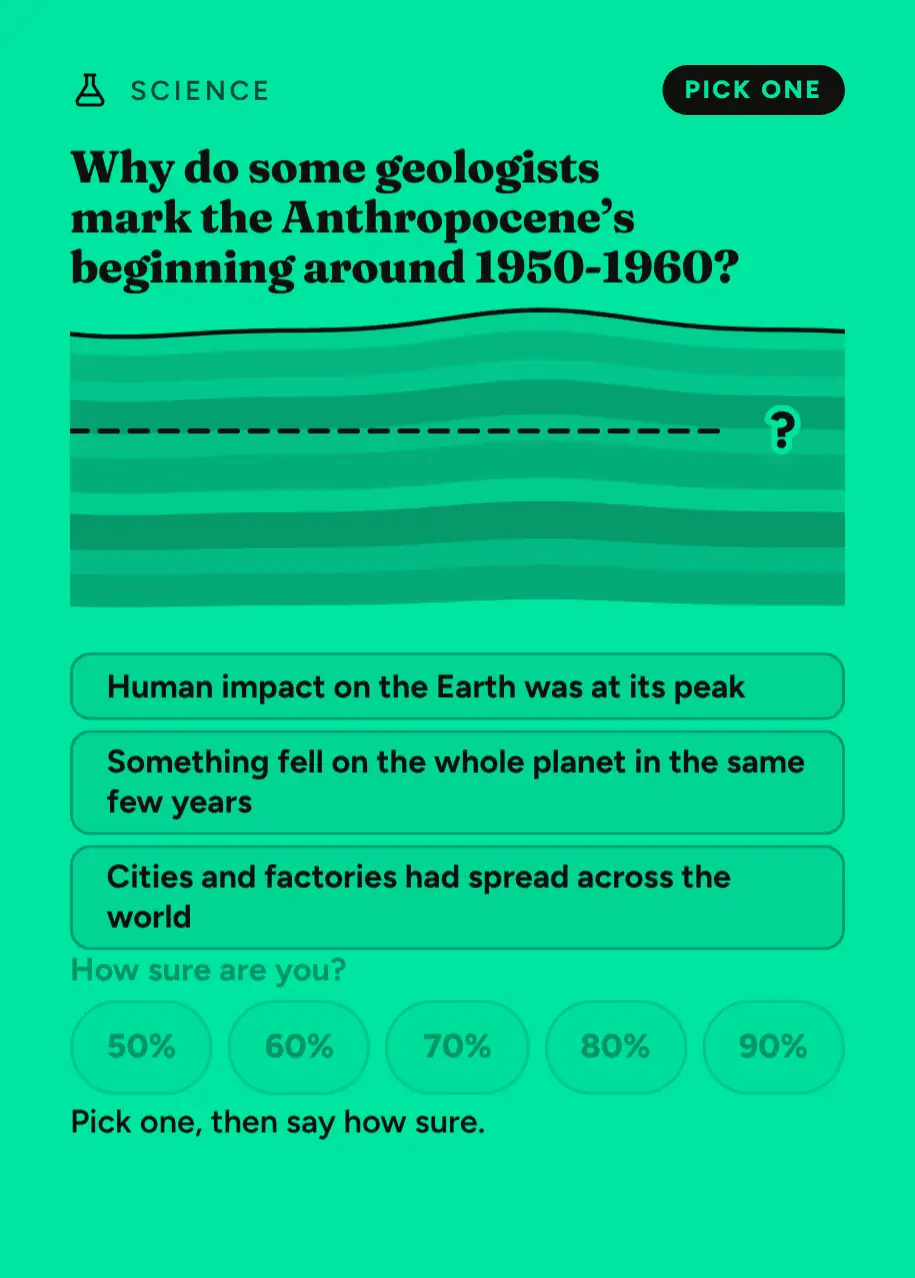 SCIENCE
PICK ONE
Why do some geologists
mark the Anthropocene’s
beginning around 1950-1960?
?
Human impact on the Earth was at its peak
Something fell on the whole planet in the same
few years
Cities and factories had spread across the
world
How sure are you?
50%
60%
70%
80%
90%
Pick one, then say how sure.